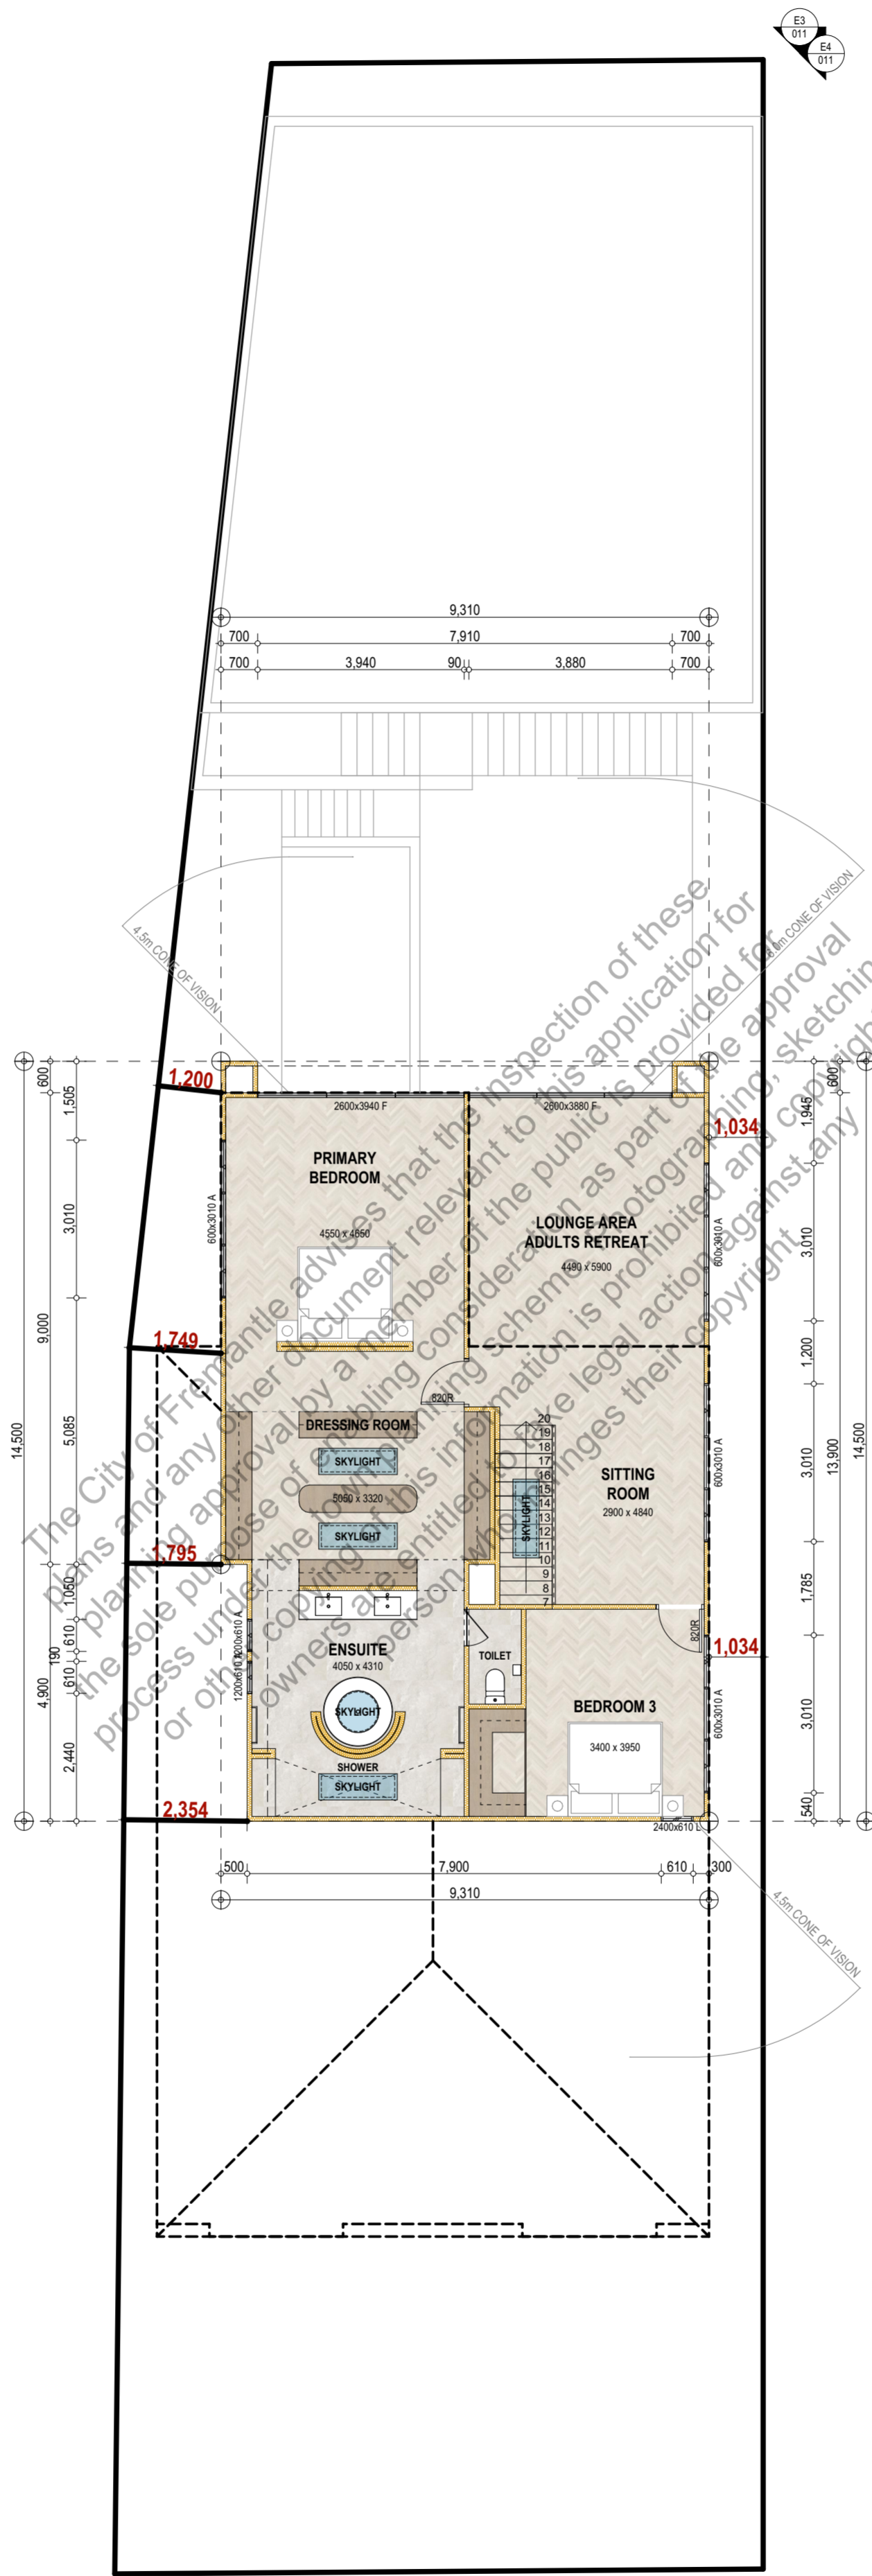 E3
011
E4
011
9,310
700
7,910
700
700
3,940
90
3,880
700
4.5m CONE OF VISION
6.0m CONE OF VISION
600
1,505
3,010
9,000
5,085
14,500
1,050
610
190
610
4,900
2,440
1,200
1,749
1,795
2,354
2600x3940 F
2600x3880 F
PRIMARY
BEDROOM
4550 x 4650
600x3010 A
LOUNGE AREA
ADULTS RETREAT
4490 x 5900
600x3010 A
1,034
600
1,945
3,010
1,200
3,010
13,900
14,500
1,785
3,010
540
820R
DRESSING ROOM
SKYLIGHT
5050 x 3320
SKYLIGHT
20
19
18
17
16
15
14
13
12
11
10
9
8
7
SKYLIGHT
SITTING
ROOM
2900 x 4840
600x3010 A
1200x610 A
1200x610 A
ENSUITE
4050 x 4310
SKYLIGHT
SHOWER
SKYLIGHT
TOILET
820R
1,034
BEDROOM 3
3400 x 3950
600x3010 A
2400x610 L
500
7,900
610
300
9,310
4.5m CONE OF VISION
The City of Fremantle advises that the inspection of these
plans and any other document relevant to this application for
planning approval by a member of the public is provided for
the sole purpose of enabling consideration as part of the approval
process under the town planning scheme. Photographing, sketchin
or other copying of this information is prohibited and copyright
owners are entitled to take legal action against any
person who infringes their copyright